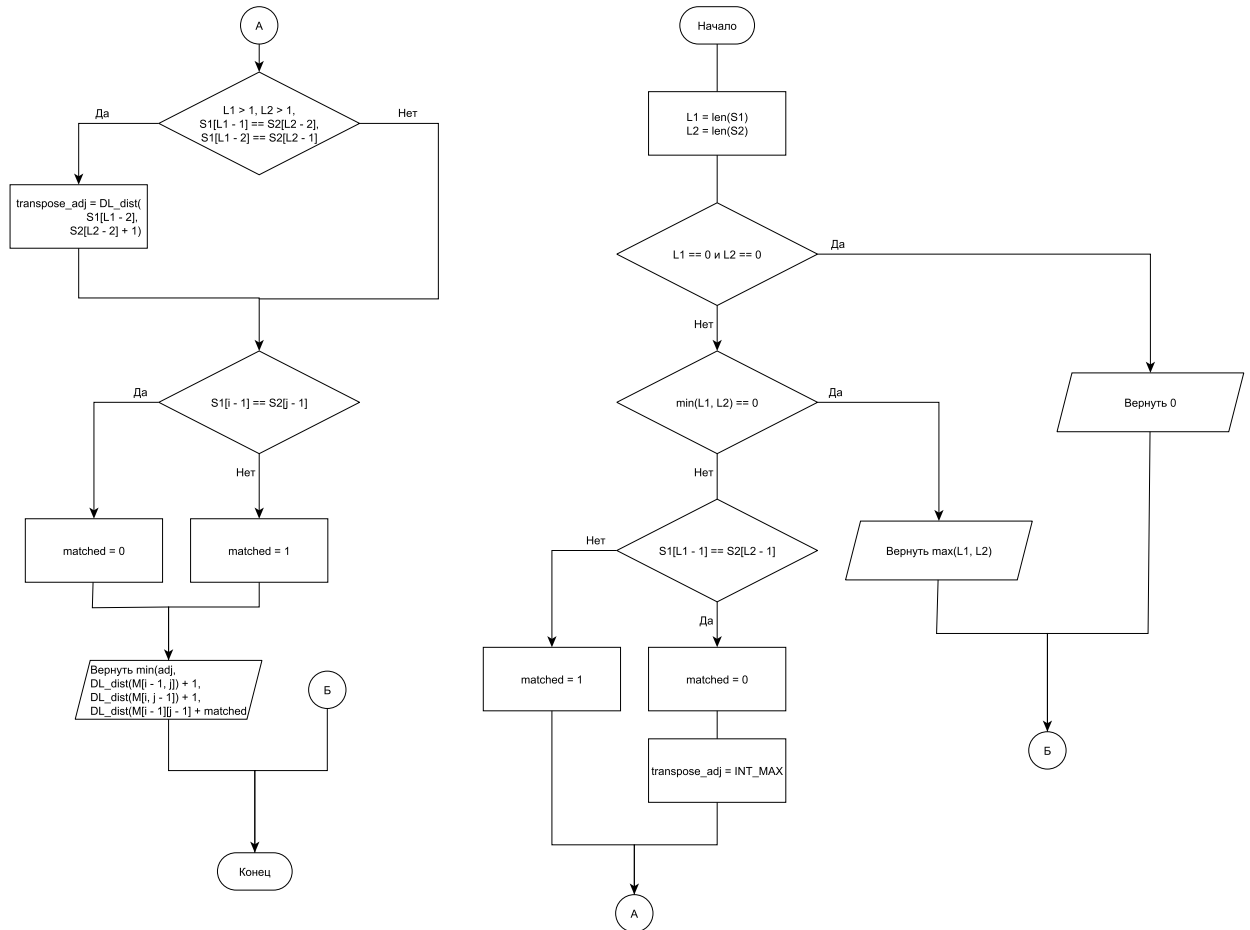 А
L1 > 1, L2 > 1,
S1[L1 - 1] == S2[L2 - 2],
S1[L1 - 2] == S2[L2 - 1]
Да
Нет
transpose_adj = DL_dist(
S1[L1 - 2],
S2[L2 - 2] + 1)
S1[i - 1] == S2[j - 1]
Да
Нет
matched = 0
matched = 1
Вернуть min(adj,
DL_dist(M[i - 1, j]) + 1,
DL_dist(M[i, j - 1]) + 1,
DL_dist(M[i - 1][j - 1] + matched
Б
Конец
Начало
L1 = len(S1)
L2 = len(S2)
L1 == 0 и L2 == 0
Да
Нет
Вернуть 0
min(L1, L2) == 0
Да
Нет
Вернуть max(L1, L2)
S1[L1 - 1] == S2[L2 - 1]
Нет
Да
matched = 1
matched = 0
transpose_adj = INT_MAX
Б
А